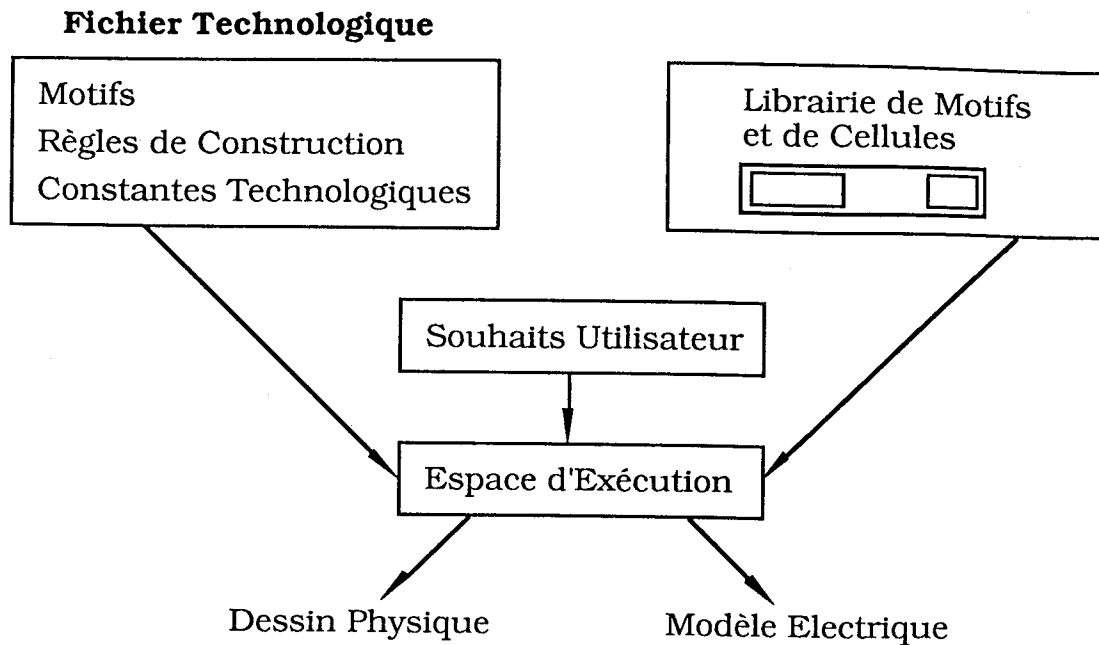 Fichier Technologique
Motifs
Règles de Construction
Constantes Technologiques
Librairie de Motifs
et de Cellules
Souhaits Utilisateur
Espace d'Exécution
Dessin Physique
Modèle Electrique